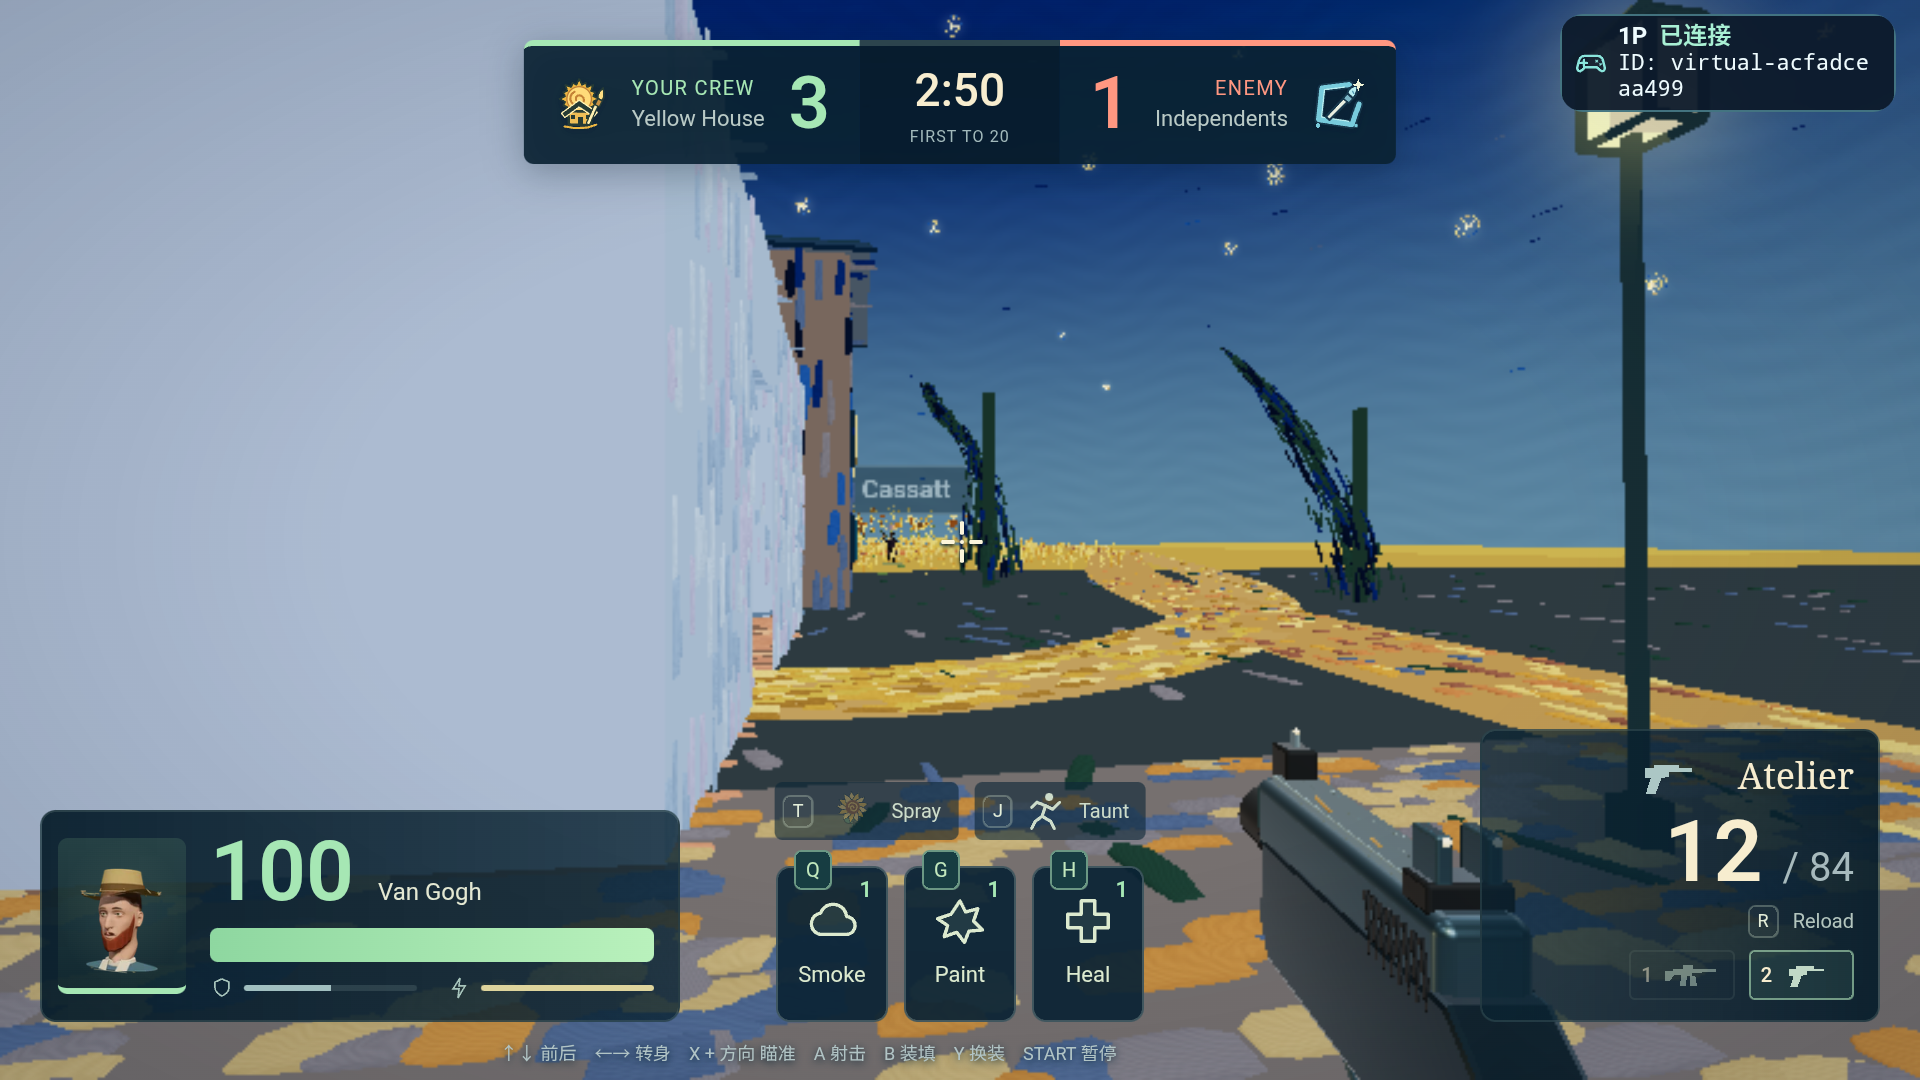 YOUR CREW
Yellow House
3
2:50
FIRST TO 20
1
ENEMY
Independents
1P 已连接
ID: virtual-acfadce
aa499
Cassatt
T Spray
J Taunt
100
Van Gogh
Q 1
Smoke
G 1
Paint
H 1
Heal
Atelier
12 / 84
R Reload
1
2
↑↓ 前后 ←→ 转身 X + 方向 瞄准 A 射击 B 装填 Y 换装 START 暂停